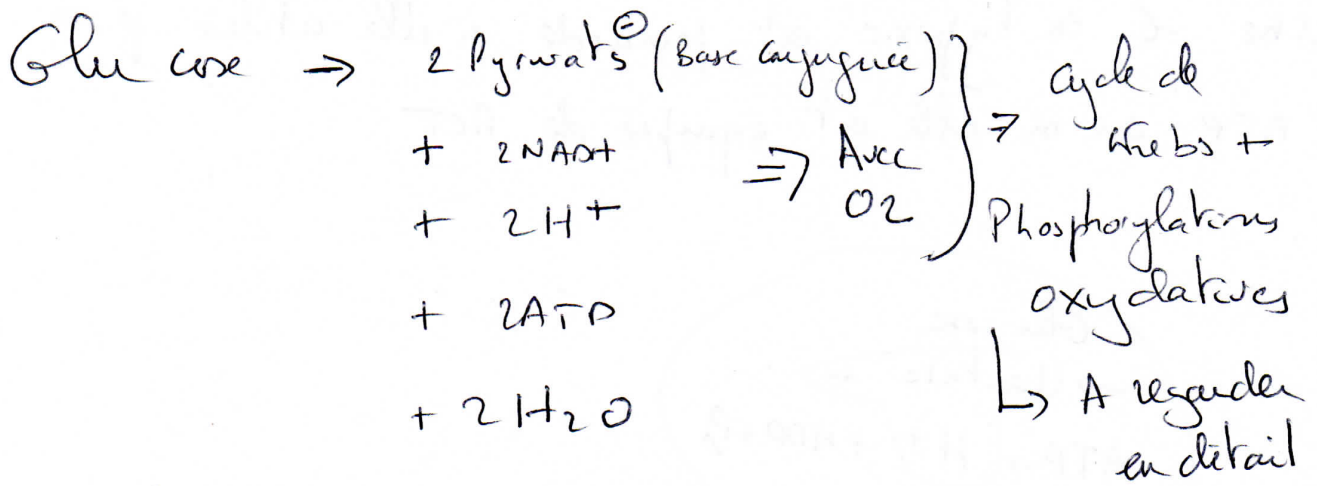 Glucose → 2 Pyruvats⊖ (Base conjuguée)
+ 2 NADH
+ 2H+
+ 2ATP
+ 2H2O
⇒ Avec
O2
⇒ Cycle de
Krebs +
Phosphorylations
oxydatives
↳ A regarder
en détail